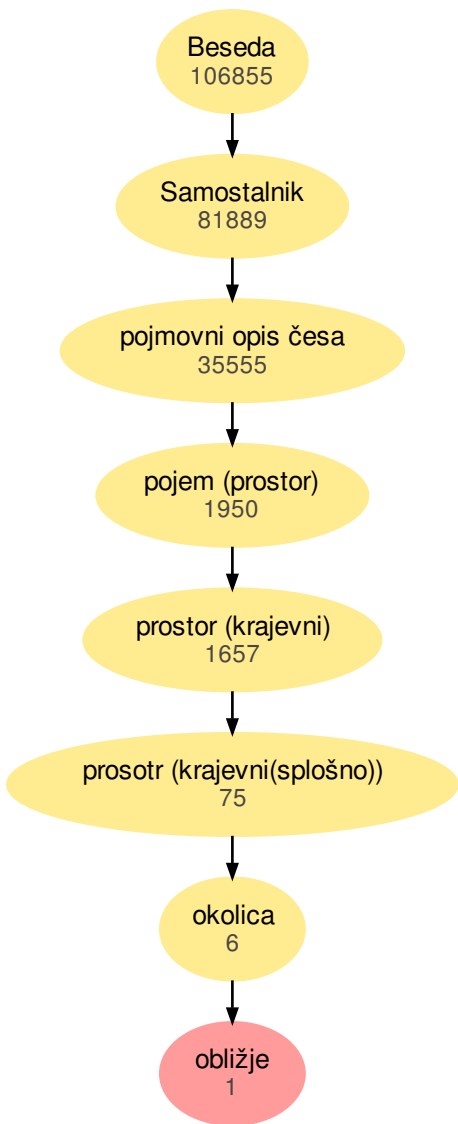 Beseda
106855
Samostalnik
81889
pojmovni opis česa
35555
pojem (prostor)
1950
prostor (krajevni)
1657
prosotr (krajevni(splošno))
75
okolica
6
obližje
1